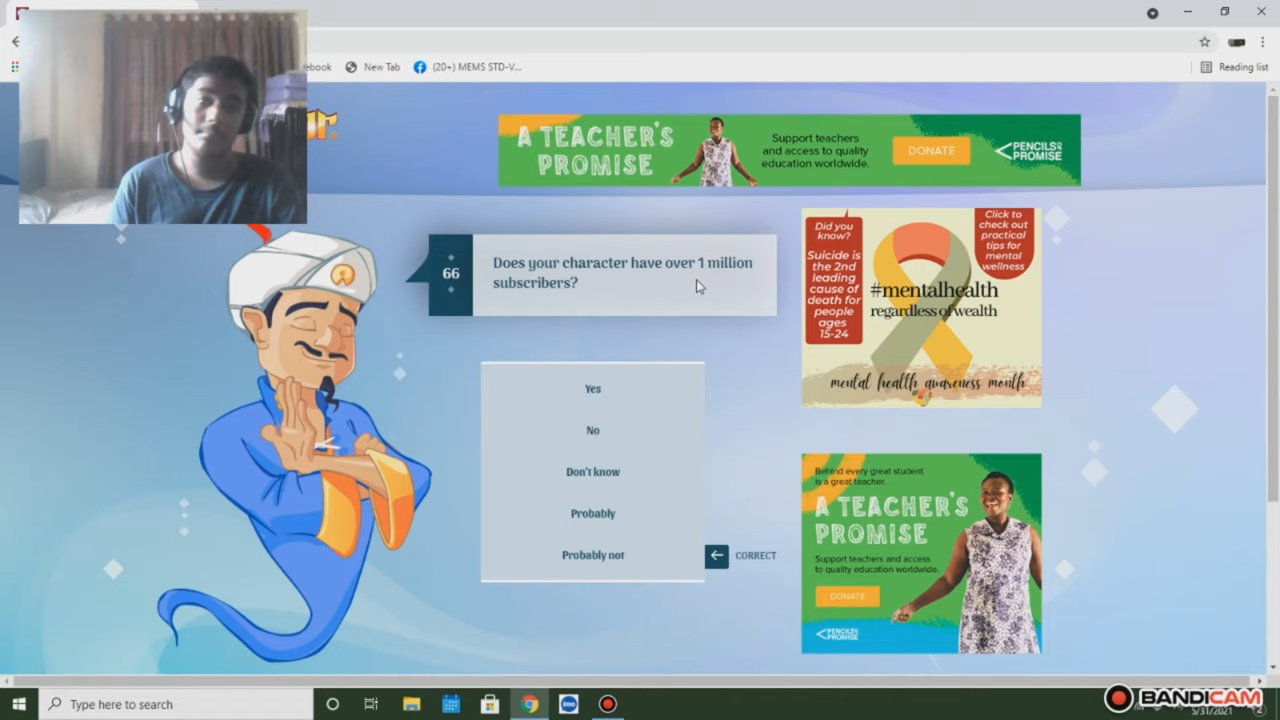 ebook
New Tab
(20+) MEMS STD-V...
Reading list
A TEACHER'S
PROMISE
Support teachers
and access to quality
education worldwide.
DONATE
PENCILS OF
PROMISE
66
Does your character have over 1 million
subscribers?
Yes
No
Don't know
Probably
Probably not
CORRECT
Did you
know?
Suicide is
the 2nd
leading
cause of
death for
people
ages
15-24
Click to
check out
practical
tips for
mental
wellness
#mentalhealth
regardless of wealth
mental health awareness month
Behind every great student
is a great teacher.
A TEACHER'S
PROMISE
Support teachers and access
to quality education worldwide.
DONATE
PENCILS OF
PROMISE
Type here to search
BANDICAM
5/31/2021